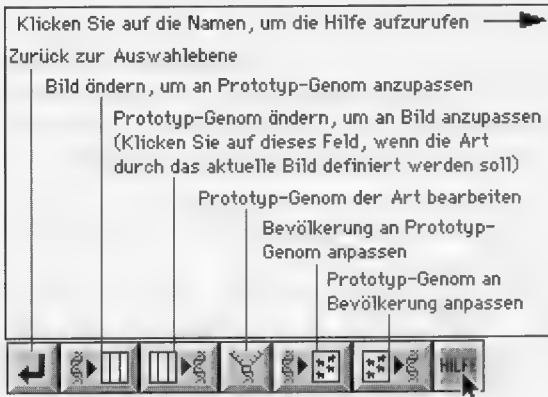 Klicken Sie auf die Namen, um die Hilfe aufzurufen
Zurück zur Auswahlebene
Bild ändern, um an Prototyp-Genom anzupassen
Prototyp-Genom ändern, um an Bild anzupassen
(Klicken Sie auf dieses Feld, wenn die Art
durch das aktuelle Bild definiert werden soll)
Prototyp-Genom der Art bearbeiten
Bevölkerung an Prototyp-
Genom anpassen
Prototyp-Genom an
Bevölkerung anpassen
HILFE